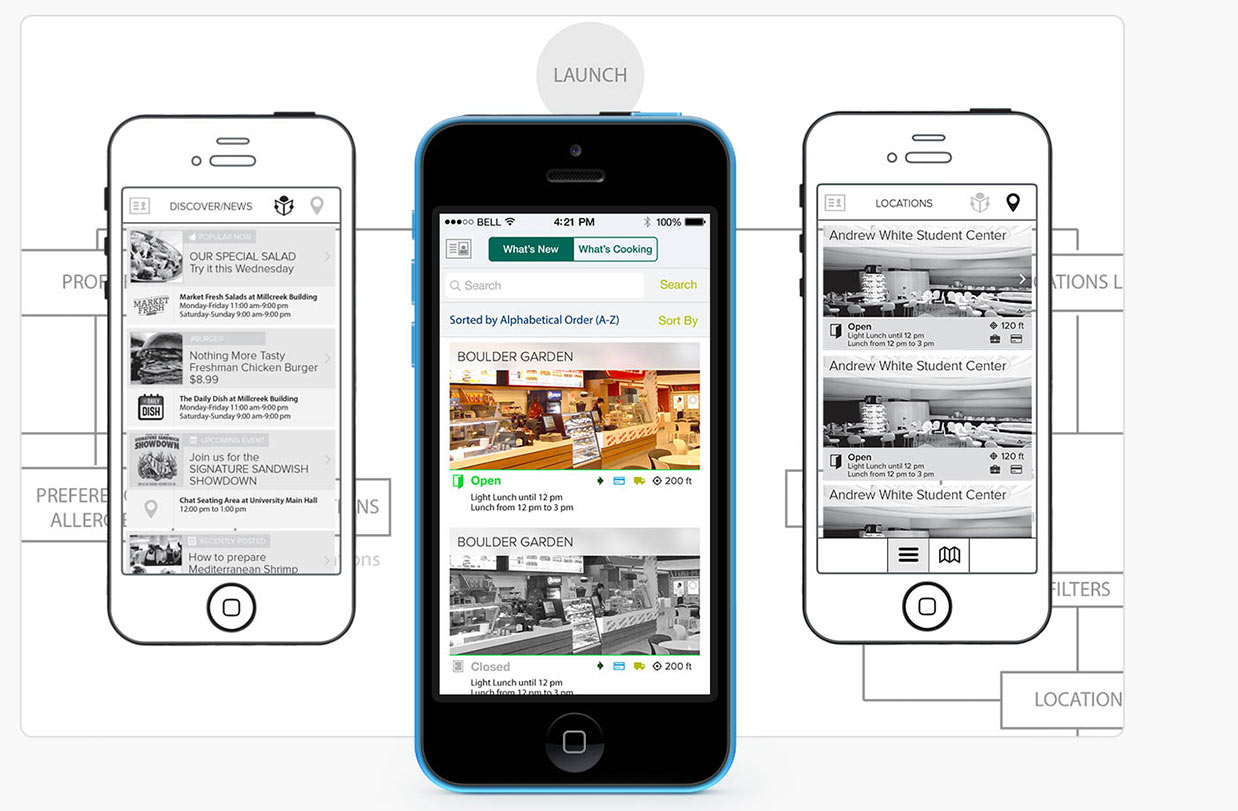 LAUNCH
PROF
PREFERE
ALLERGE
NS
ons
ATIONS L
FILTERS
LOCATION
DISCOVER/NEWS
POPULAR NOW
OUR SPECIAL SALAD
Try it this Wednesday
MARKET
FRESH
Market Fresh Salads at Millcreek Building
Monday-Friday 11:00 am-9:00 pm
Saturday-Sunday 9:00 am-9:00 pm
#BURGER
Nothing More Tasty
Freshman Chicken Burger
$8.99
DAILY
DISH
The Daily Dish at Millcreek Building
Monday-Friday 11:00 am-9:00 pm
Saturday-Sunday 9:00 am-9:00 pm
SIGNATURE SANDWICH
SHOWDOWN
UPCOMING EVENT
Join us for the
SIGNATURE SANDWISH
SHOWDOWN
Chat Seating Area at University Main Hall
12:00 pm to 1:00 pm
RECENTLY POSTED
How to prepare
Mediterranean Shrimp
BELL 4:21 PM 100%
What's New What's Cooking
Search Search
Sorted by Alphabetical Order (A-Z) Sort By
BOULDER GARDEN
Open 200 ft
Light Lunch until 12 pm
Lunch from 12 pm to 3 pm
BOULDER GARDEN
Closed 200 ft
Light Lunch until 12 pm
Lunch from 12 pm to 3 pm
LOCATIONS
Andrew White Student Center
Open 120 ft
Light Lunch until 12 pm
Lunch from 12 pm to 3 pm
Andrew White Student Center
Open 120 ft
Light Lunch until 12 pm
Lunch from 12 pm to 3 pm
Andrew White Student Center